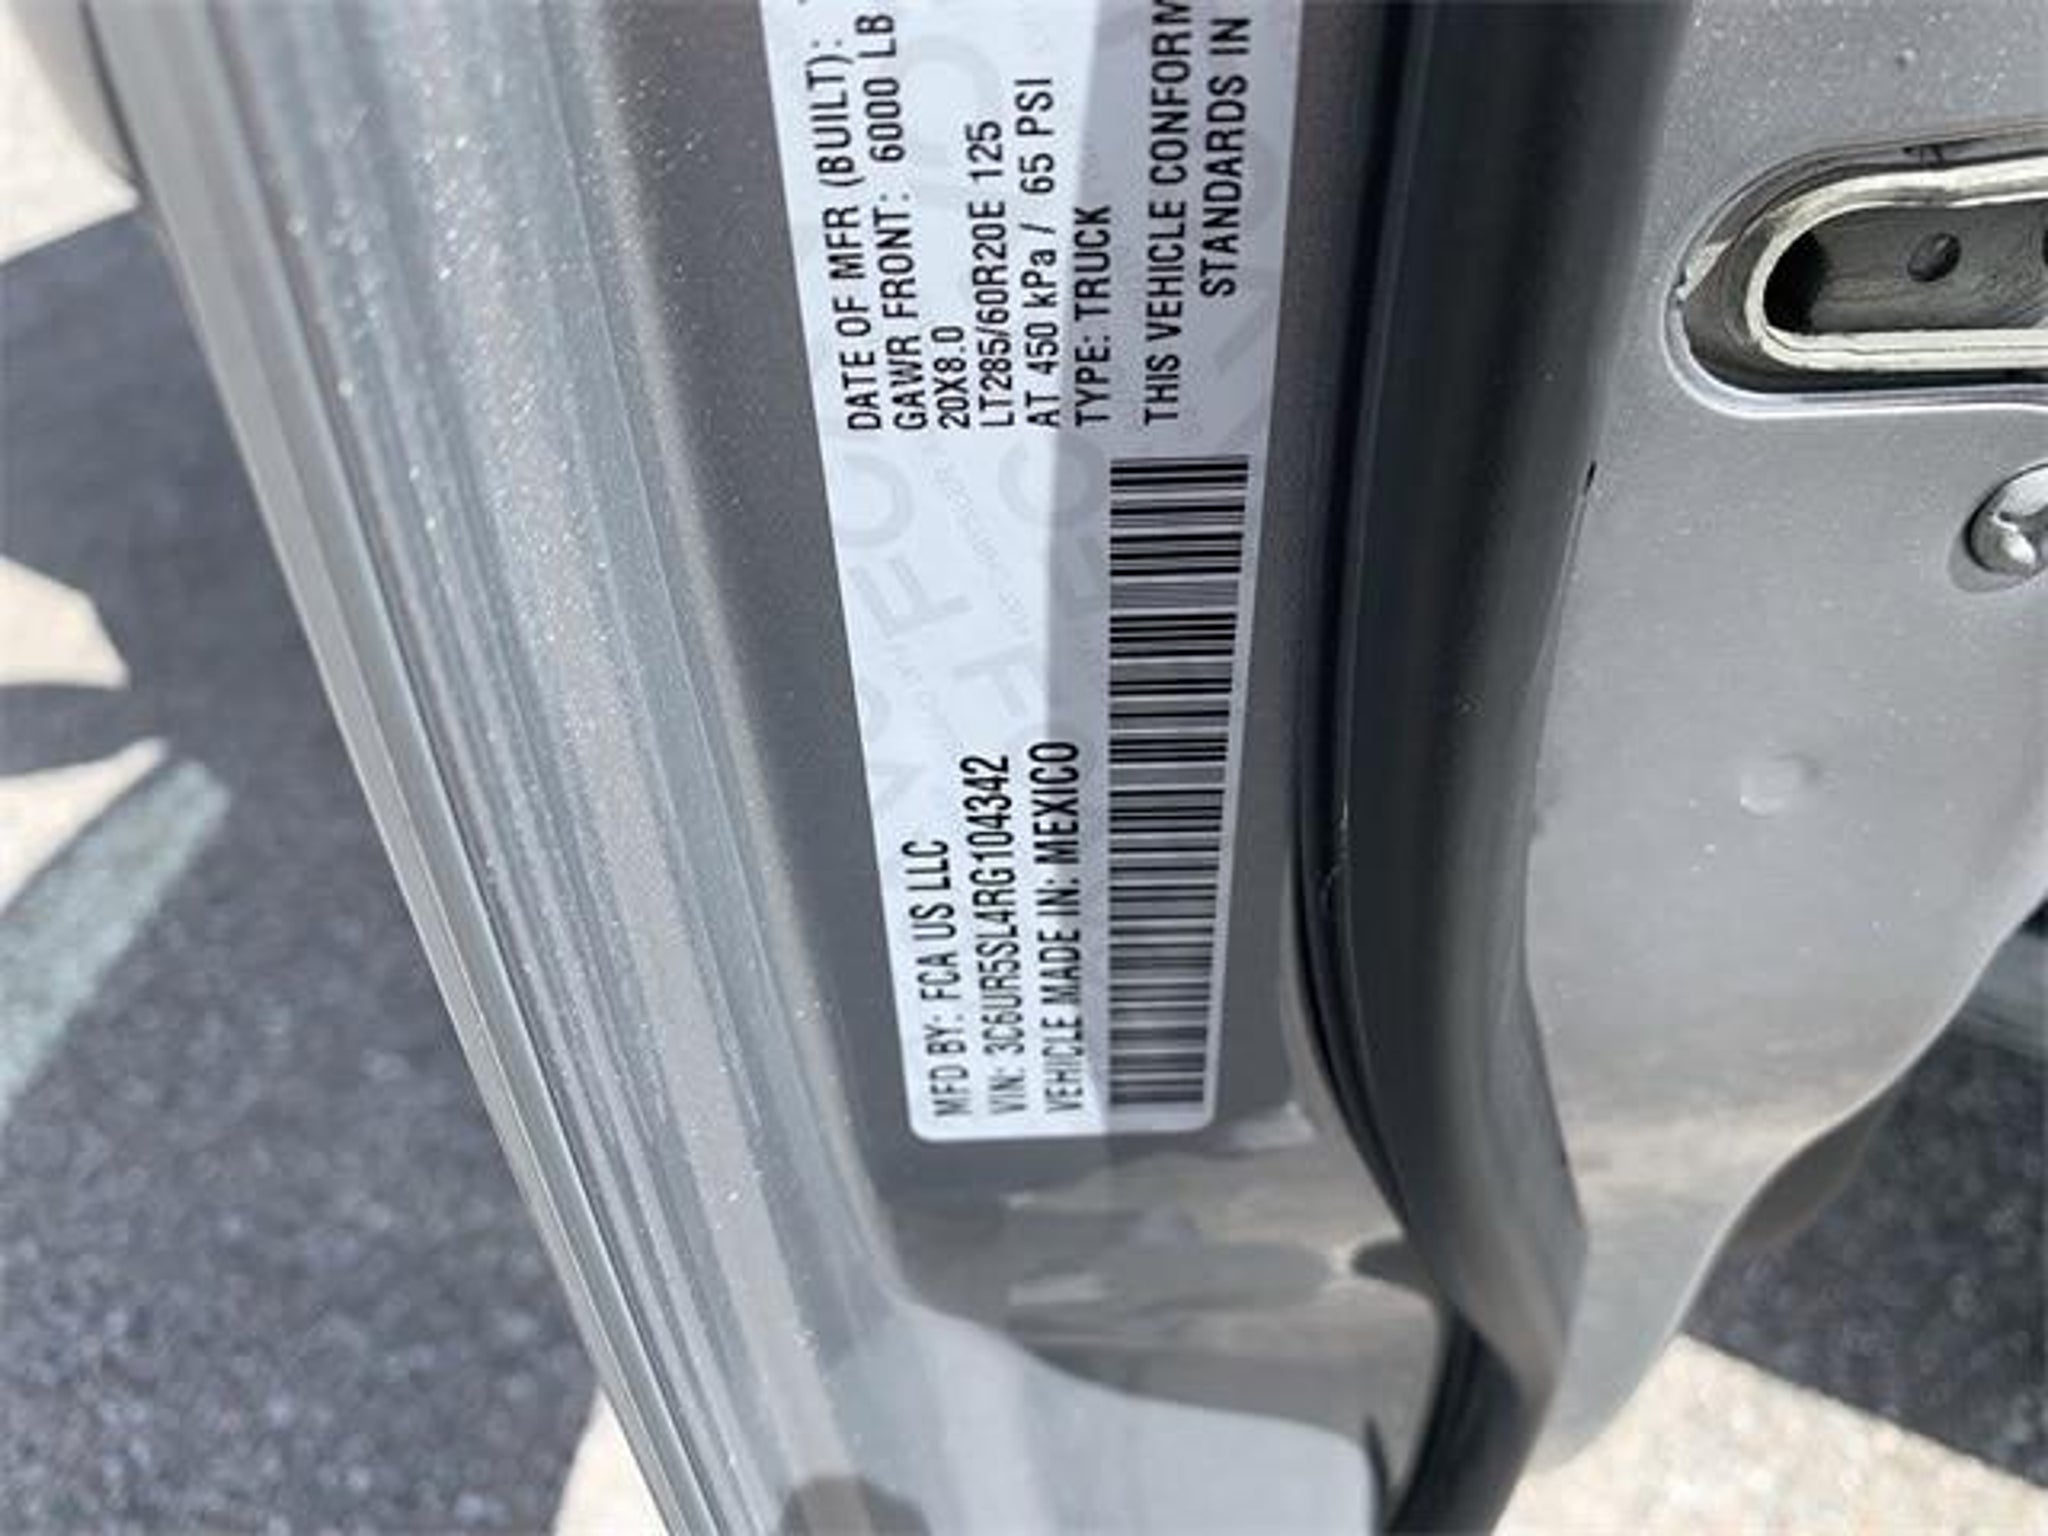 MFD BY: FCA US LLC
VIN: 3C6UR5SL4RG104342
VEHICLE MADE IN: MEXICO
DATE OF MFR (BUILT):
GAWR FRONT: 6000 LB
20X8.0
LT285/60R20E 125
AT 450 kPa / 65 PSI
TYPE: TRUCK
THIS VEHICLE CONFORM
STANDARDS IN